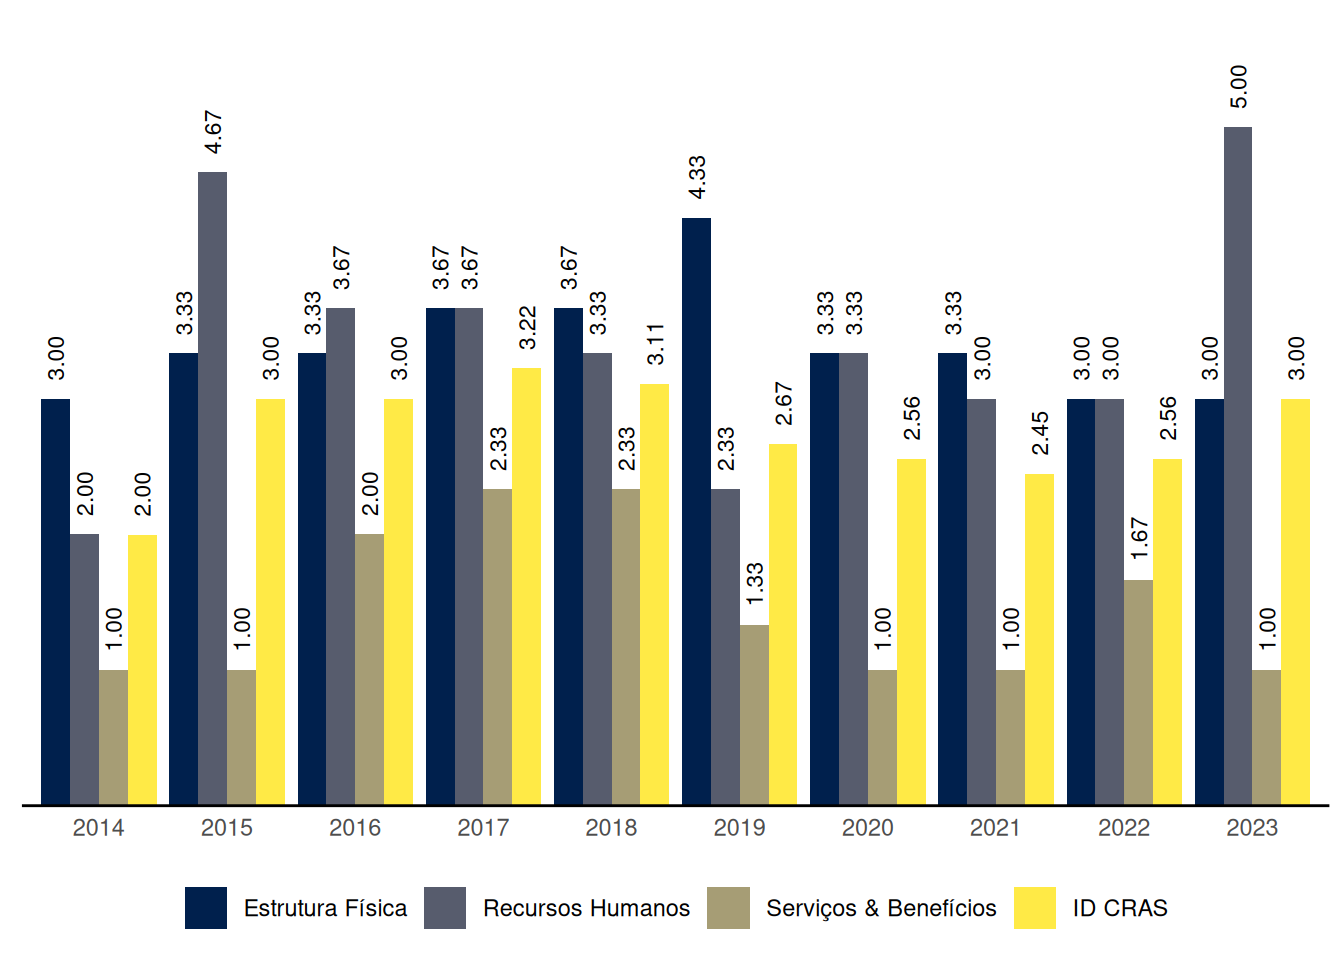 3.00 2.00 1.00 2.00
3.33 4.67 1.00 3.00
3.33 3.67 2.00 3.00
3.67 3.67 2.33 3.22
3.67 3.33 2.33 3.11
4.33 2.33 1.33 2.67
3.33 3.33 1.00 2.56
3.33 3.00 1.00 2.45
3.00 3.00 1.67 2.56
3.00 5.00 1.00 3.00
2014 2015 2016 2017 2018 2019 2020 2021 2022 2023
Estrutura Física Recursos Humanos Serviços & Benefícios ID CRAS